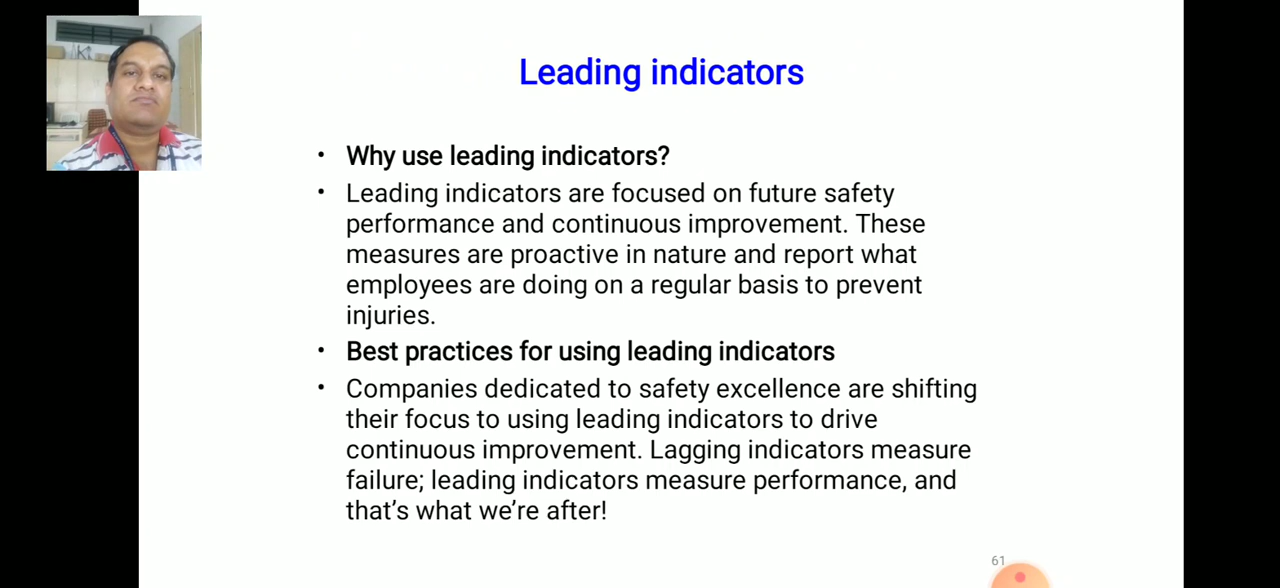 Leading indicators
• Why use leading indicators?
• Leading indicators are focused on future safety
performance and continuous improvement. These
measures are proactive in nature and report what
employees are doing on a regular basis to prevent
injuries.
• Best practices for using leading indicators
• Companies dedicated to safety excellence are shifting
their focus to using leading indicators to drive
continuous improvement. Lagging indicators measure
failure; leading indicators measure performance, and
that’s what we’re after!
61